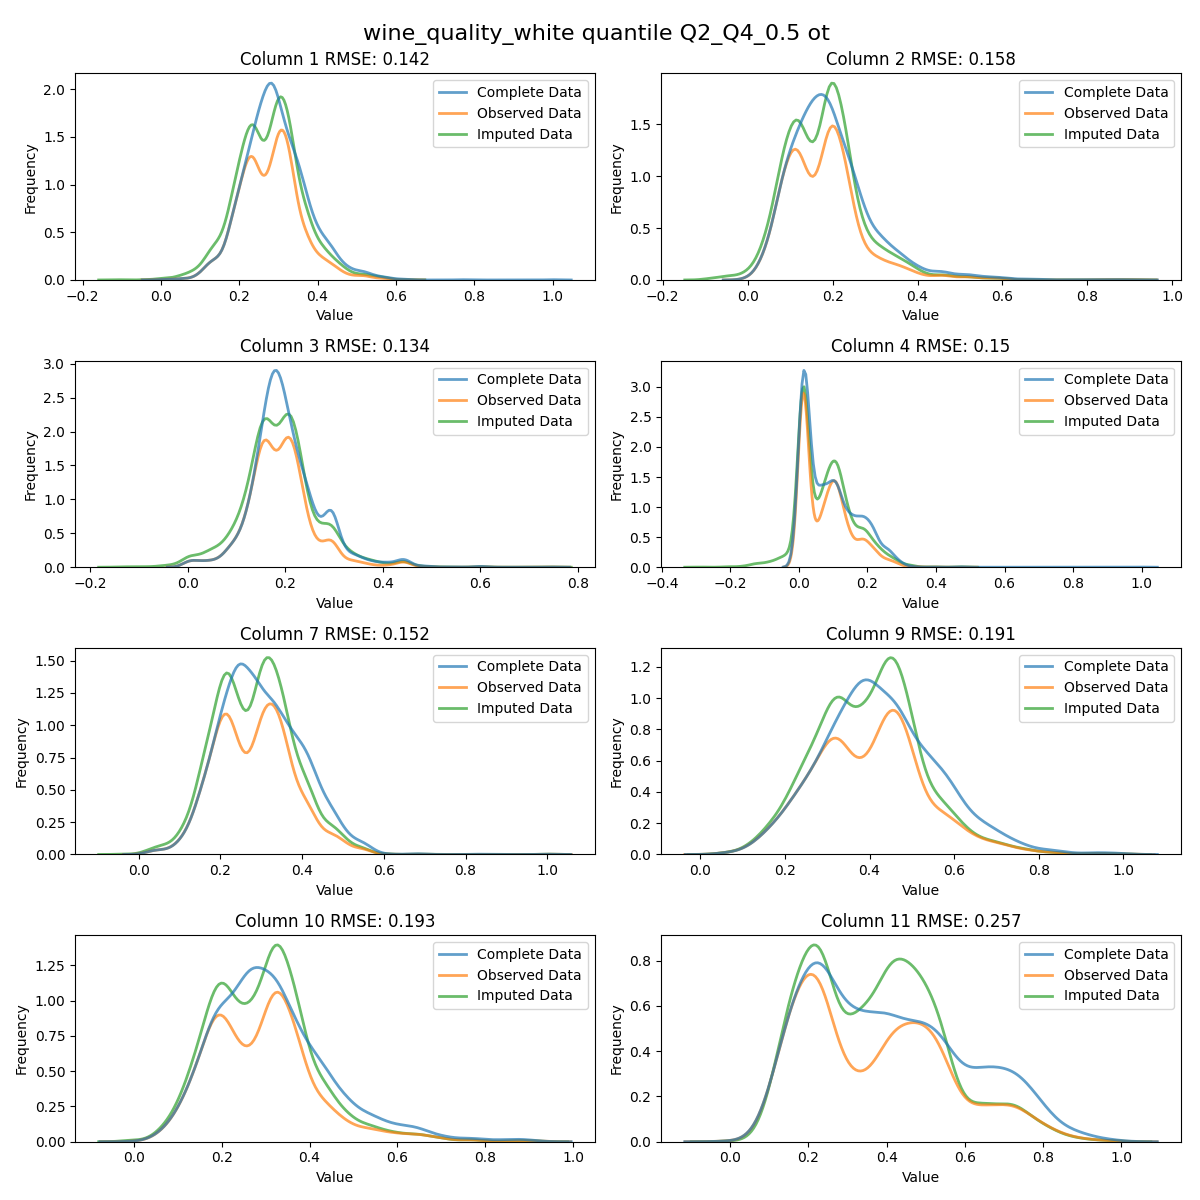 wine_quality_white quantile Q2_Q4_0.5 ot
Column 1 RMSE: 0.142
Frequency
2.0
1.5
1.0
0.5
0.0
Complete Data
Observed Data
Imputed Data
−0.2 0.0 0.2 0.4 0.6 0.8 1.0
Value
Column 2 RMSE: 0.158
Frequency
1.5
1.0
0.5
0.0
Complete Data
Observed Data
Imputed Data
−0.2 0.0 0.2 0.4 0.6 0.8 1.0
Value
Column 3 RMSE: 0.134
Frequency
3.0
2.5
2.0
1.5
1.0
0.5
0.0
Complete Data
Observed Data
Imputed Data
−0.2 0.0 0.2 0.4 0.6 0.8
Value
Column 4 RMSE: 0.15
Frequency
3.0
2.5
2.0
1.5
1.0
0.5
0.0
Complete Data
Observed Data
Imputed Data
−0.4 −0.2 0.0 0.2 0.4 0.6 0.8 1.0
Value
Column 7 RMSE: 0.152
Frequency
1.50
1.25
1.00
0.75
0.50
0.25
0.00
Complete Data
Observed Data
Imputed Data
0.0 0.2 0.4 0.6 0.8 1.0
Value
Column 9 RMSE: 0.191
Frequency
1.2
1.0
0.8
0.6
0.4
0.2
0.0
Complete Data
Observed Data
Imputed Data
0.0 0.2 0.4 0.6 0.8 1.0
Value
Column 10 RMSE: 0.193
Frequency
1.25
1.00
0.75
0.50
0.25
0.00
Complete Data
Observed Data
Imputed Data
0.0 0.2 0.4 0.6 0.8 1.0
Value
Column 11 RMSE: 0.257
Frequency
0.8
0.6
0.4
0.2
0.0
Complete Data
Observed Data
Imputed Data
0.0 0.2 0.4 0.6 0.8 1.0
Value